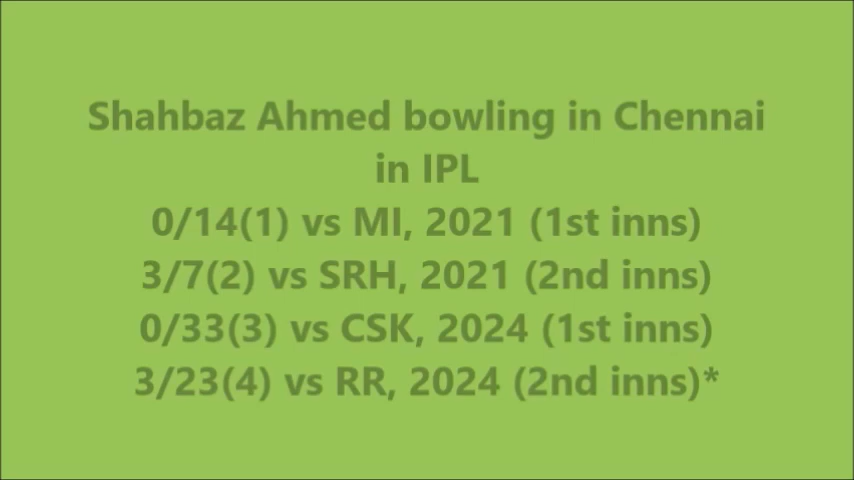 Shahbaz Ahmed bowling in Chennai
in IPL
0/14(1) vs MI, 2021 (1st inns)
3/7(2) vs SRH, 2021 (2nd inns)
0/33(3) vs CSK, 2024 (1st inns)
3/23(4) vs RR, 2024 (2nd inns)*